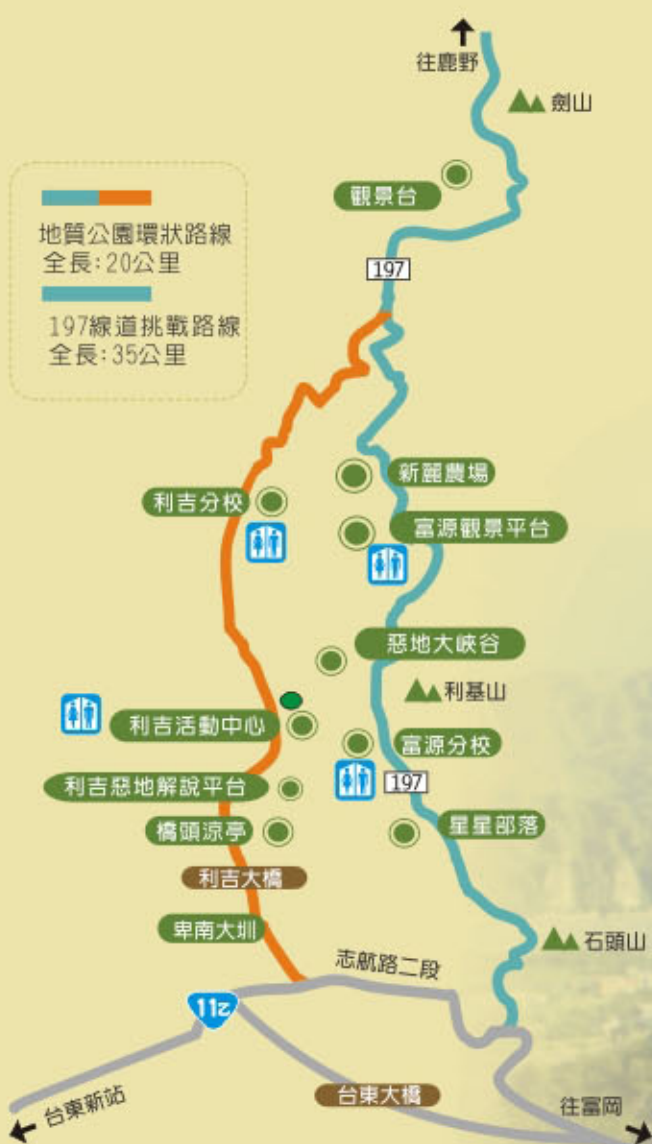 往鹿野
劍山
觀景台
197
地質公園環狀路線
全長:20公里
197線道挑戰路線
全長:35公里
新麗農場
利吉分校
富源觀景平台
惡地大峽谷
利基山
利吉活動中心
富源分校
197
利吉惡地解說平台
橋頭涼亭
星星部落
利吉大橋
卑南大圳
石頭山
志航路二段
11乙
台東新站
台東大橋
往富岡